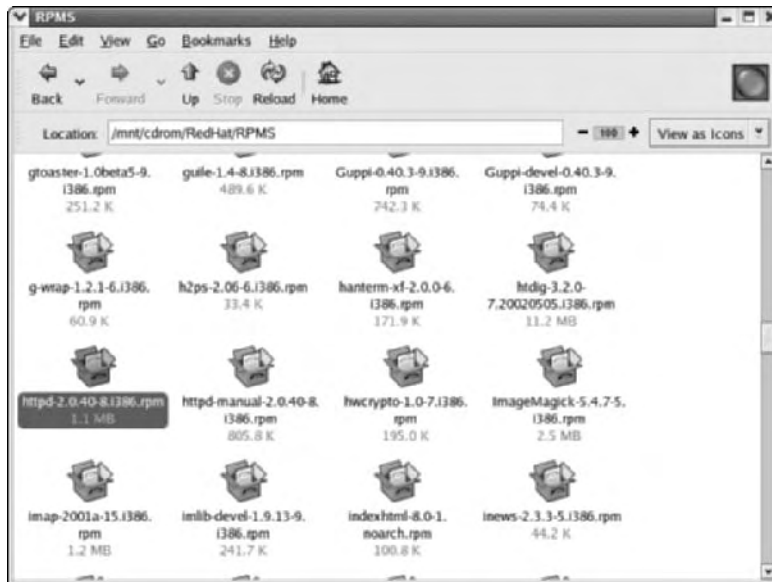 RPMS
File Edit View Go Bookmarks Help
Back Forward Up Stop Reload Home
Location: /mnt/cdrom/RedHat/RPMS 100 View as Icons
gtoaster-1.0beta5-9. guile-1.4-8.i386.rpm Guppi-0.40.3-9.i386. Guppi-devel-0.40.3-9.
i386.rpm 489.6 K rpm i386.rpm
251.2 K 742.3 K 74.4 K
g-wrap-1.2.1-6.i386. h2ps-2.06-6.i386.rpm hanterm-xf-2.0.0-6. htdig-3.2.0-
rpm 33.4 K i386.rpm 7.20020505.i386.rpm
60.9 K 171.9 K 11.2 MB
httpd-2.0.40-8.i386.rpm httpd-manual-2.0.40-8. hwcrypto-1.0-7.i386. ImageMagick-5.4.7-5.
1.1 MB i386.rpm rpm i386.rpm
805.8 K 195.0 K 2.5 MB
imap-2001a-15.i386. imlib-devel-1.9.13-9. indexhtml-8.0-1. inews-2.3.3-5.i386.rpm
rpm i386.rpm noarch.rpm 44.2 K
1.2 MB 241.7 K 100.8 K